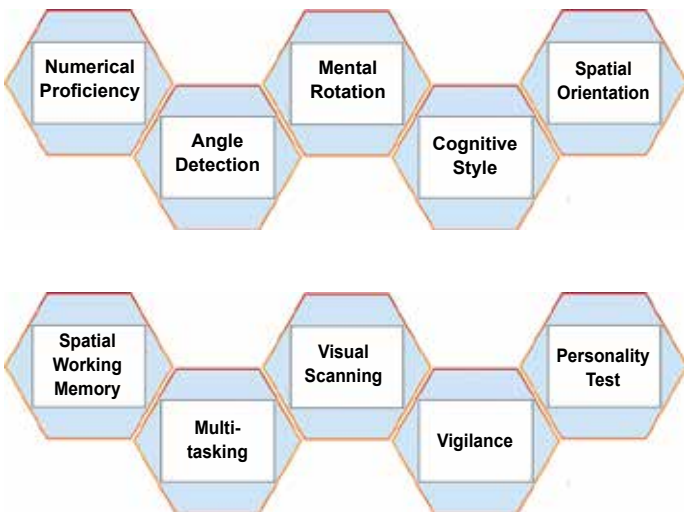 Numerical
Proficiency
Angle
Detection
Mental
Rotation
Cognitive
Style
Spatial
Orientation
Spatial
Working
Memory
Multi-
tasking
Visual
Scanning
Vigilance
Personality
Test